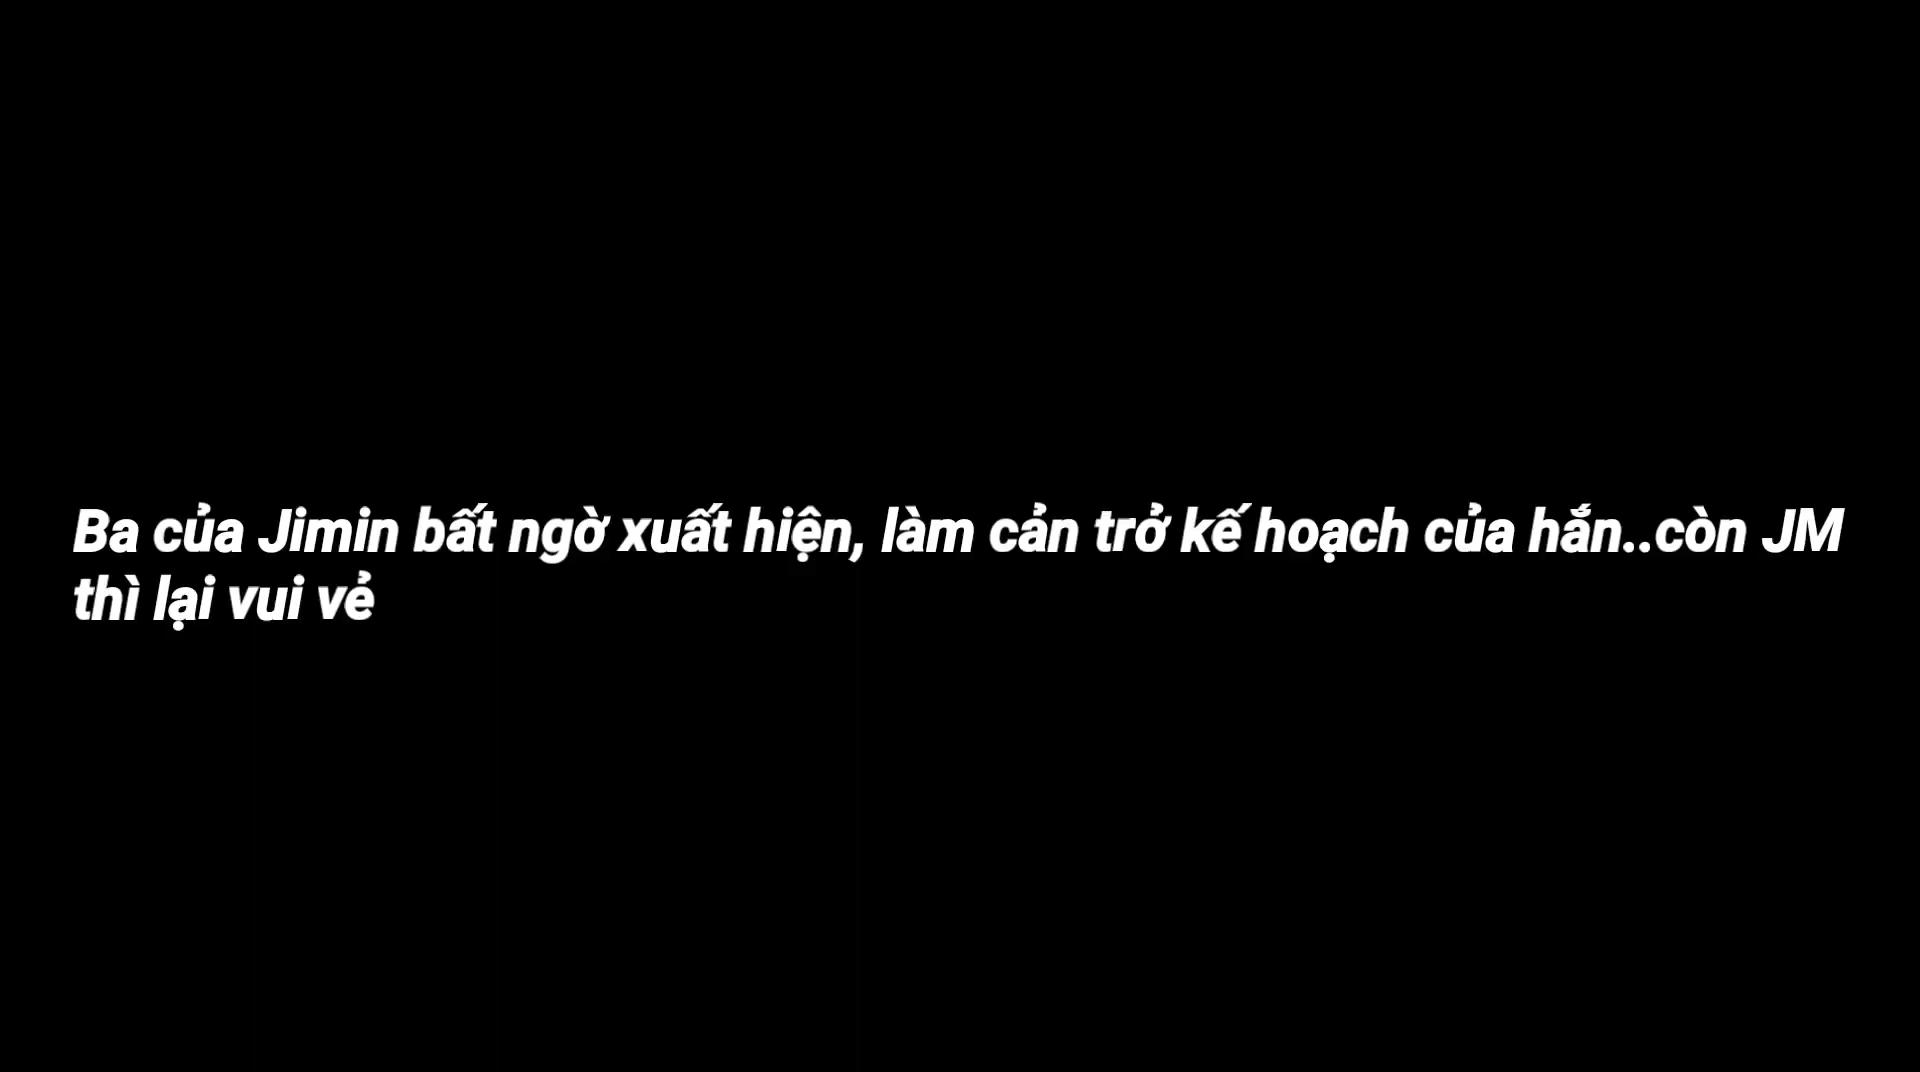 Ba của Jimin bất ngờ xuất hiện, làm cản trở kế hoạch của hắn..còn JM
thì lại vui vẻ